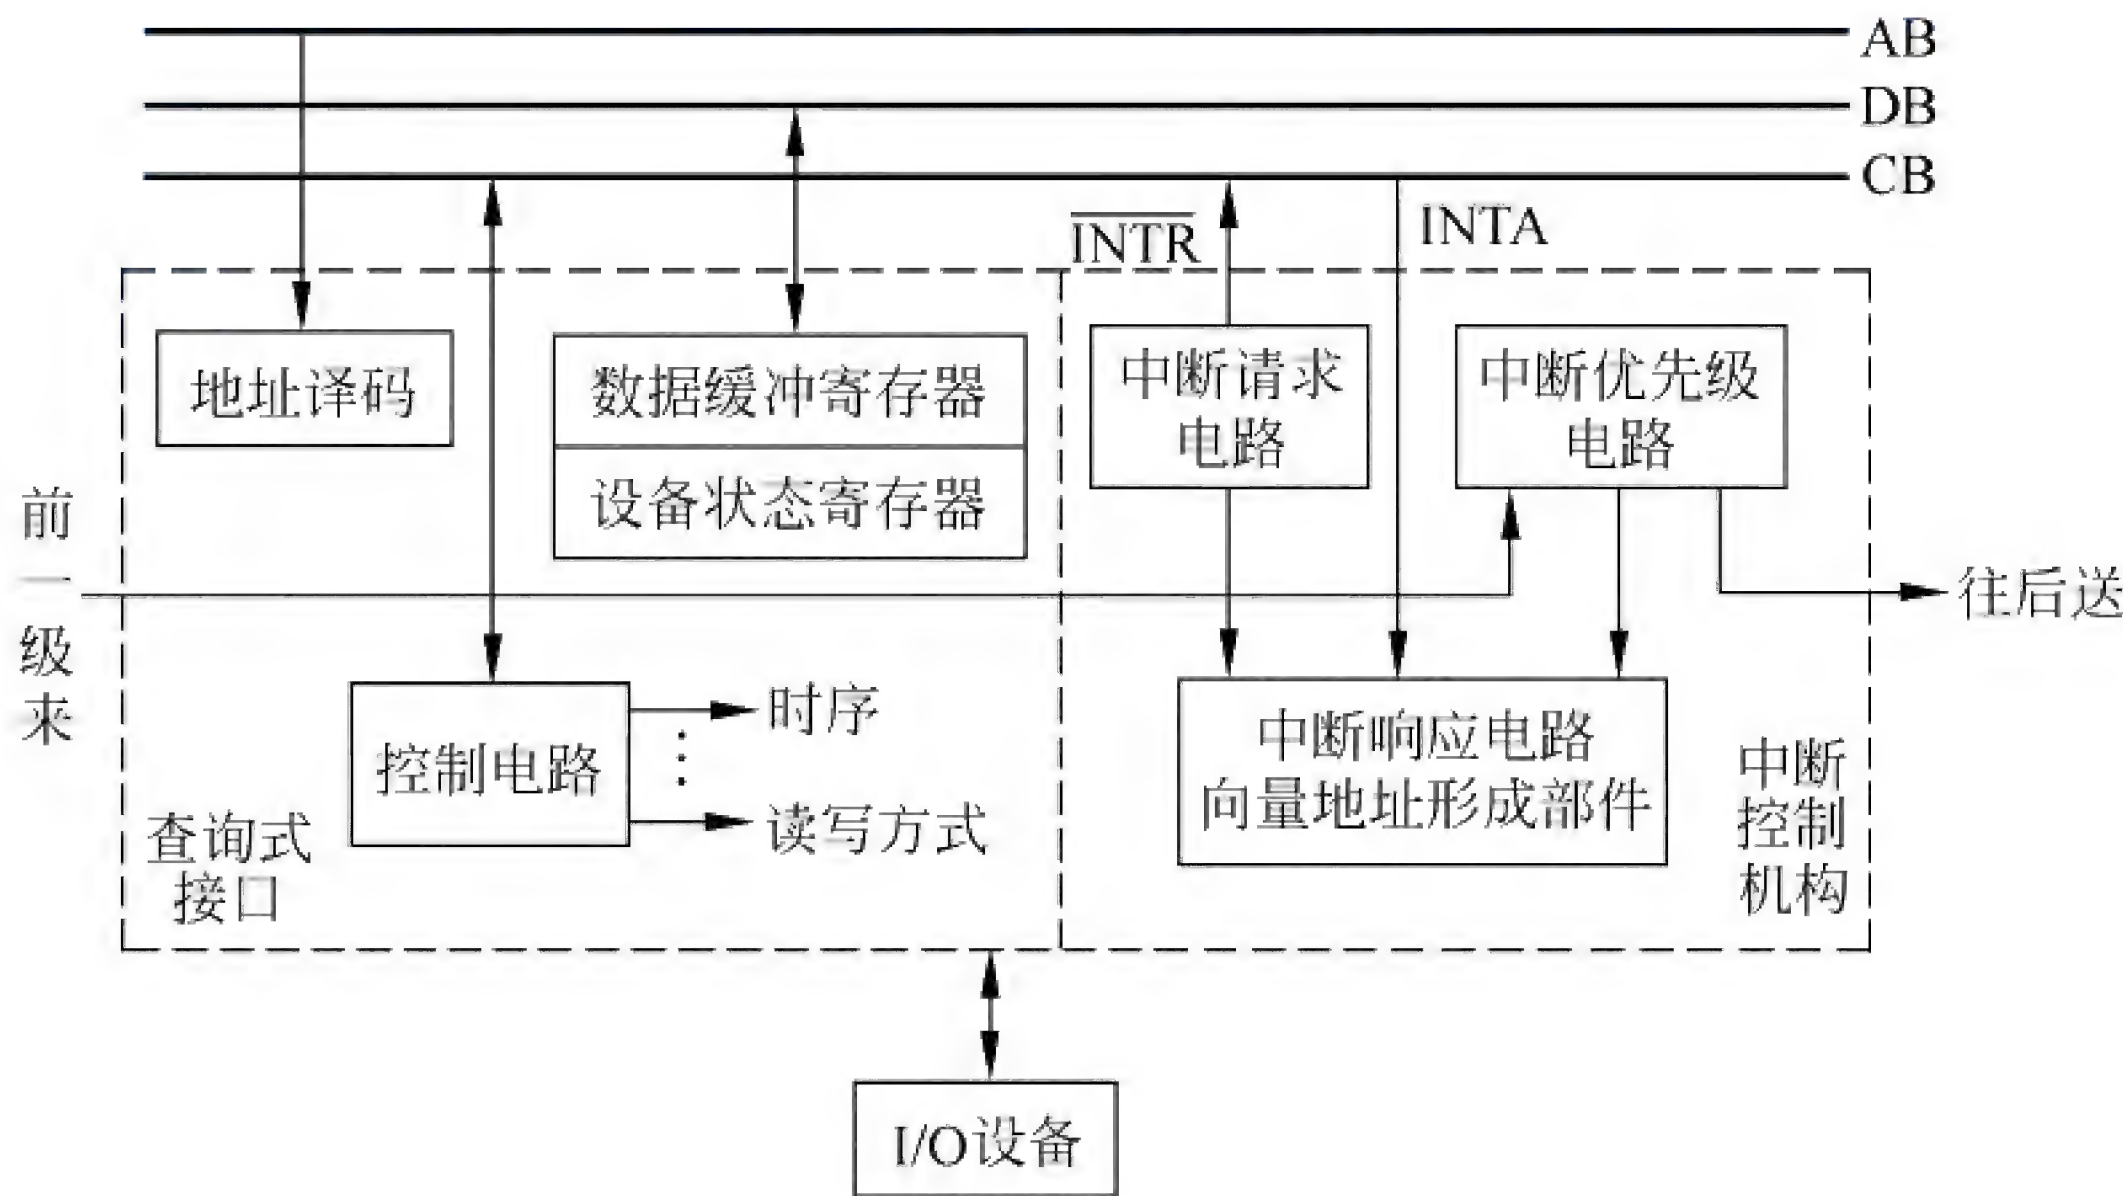 AB
DB
CB
INTR
INTA
地址译码
数据缓冲寄存器
设备状态寄存器
中断请求
电路
中断优先级
电路
前
一
级
来
往后送
控制电路
时序
读写方式
查询式
接口
中断响应电路
向量地址形成部件
中断
控制
机构
I/O设备